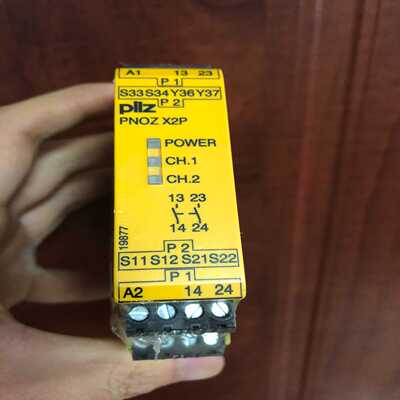 A1 13 23
P 1
S33 S34 Y36 Y37
P 2
pilz
PNOZ X2P
POWER
CH.1
CH.2
13 23
14 24
19877
P 2
S11 S12 S21 S22
P 1
A2 14 24